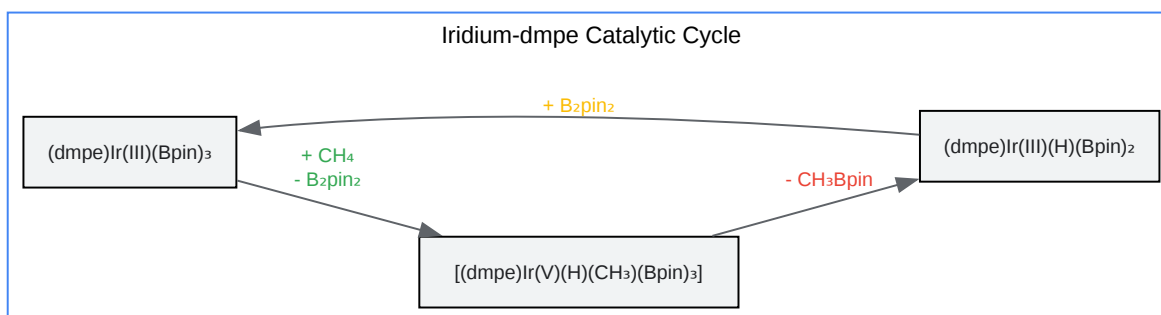 Iridium-dmpe Catalytic Cycle
+ B₂pin₂
(dmpe)Ir(III)(Bpin)₃
(dmpe)Ir(III)(H)(Bpin)₂
+ CH₄
- B₂pin₂
- CH₃Bpin
[(dmpe)Ir(V)(H)(CH₃)(Bpin)₃]